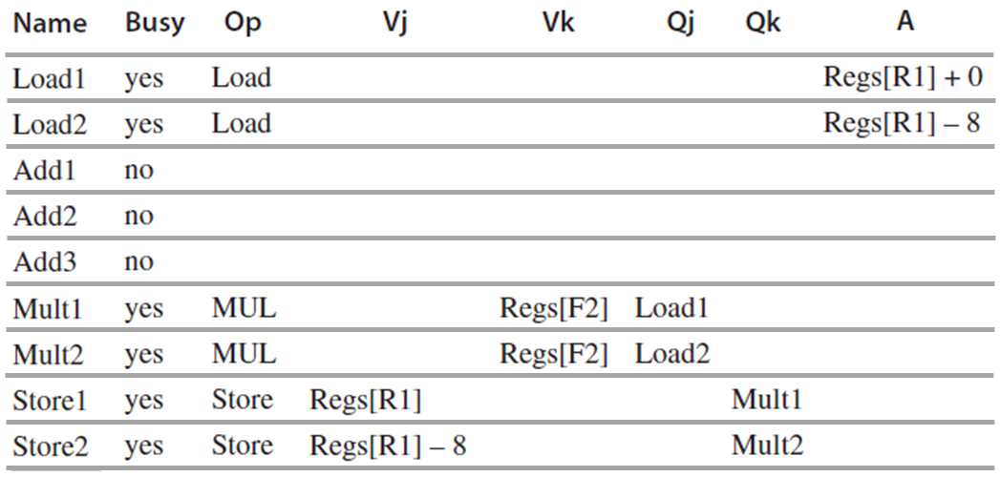 Name Busy Op Vj Vk Qj Qk A
Load1 yes Load Regs[R1] + 0
Load2 yes Load Regs[R1] – 8
Add1 no
Add2 no
Add3 no
Mult1 yes MUL Regs[F2] Load1
Mult2 yes MUL Regs[F2] Load2
Store1 yes Store Regs[R1] Mult1
Store2 yes Store Regs[R1] – 8 Mult2